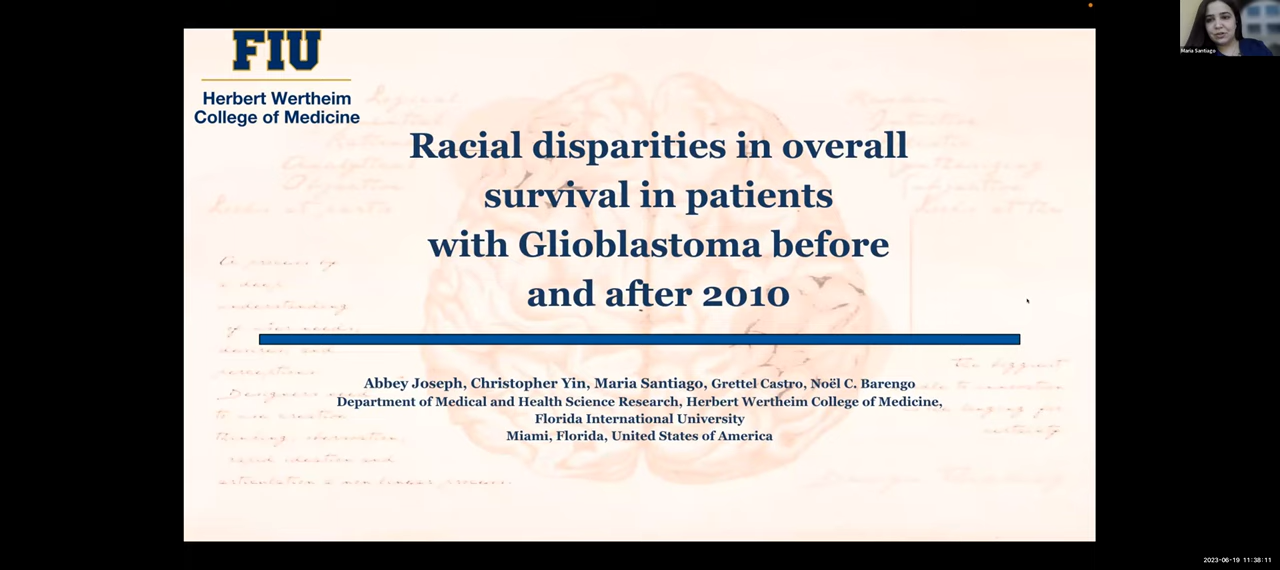 FIU
Herbert Wertheim
College of Medicine
Racial disparities in overall
survival in patients
with Glioblastoma before
and after 2010
Abbey Joseph, Christopher Yin, Maria Santiago, Grettel Castro, Noël C. Barengo
Department of Medical and Health Science Research, Herbert Wertheim College of Medicine,
Florida International University
Miami, Florida, United States of America
Maria Santiago
2023-06-19 11:38:11